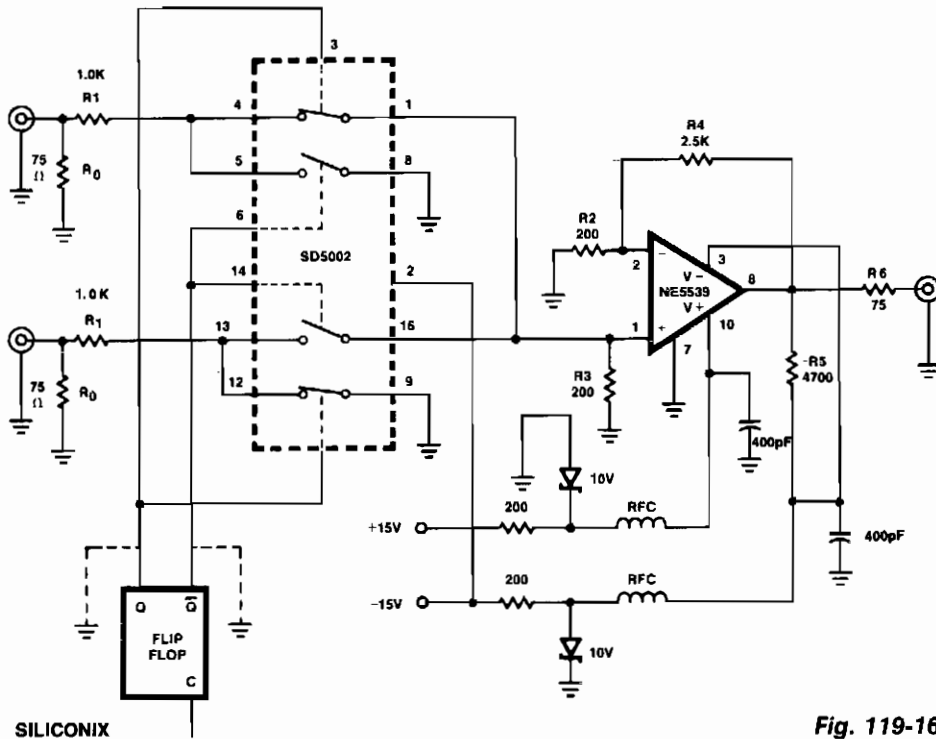 3
1.0K
R1
4
1
75
Ω
R0
5
8
R4
2.5K
6
R2
200
SD5002
2
3
14
2
−
V −
NE5539
V +
8
R6
75
1.0K
R1
13
16
1
+
10
7
-R5
4700
75
Ω
R0
12
9
R3
200
400pF
10V
200
RFC
+15V
400pF
200
RFC
−15V
Q
Q̅
10V
FLIP
FLOP
C
SILICONIX
Fig. 119-16